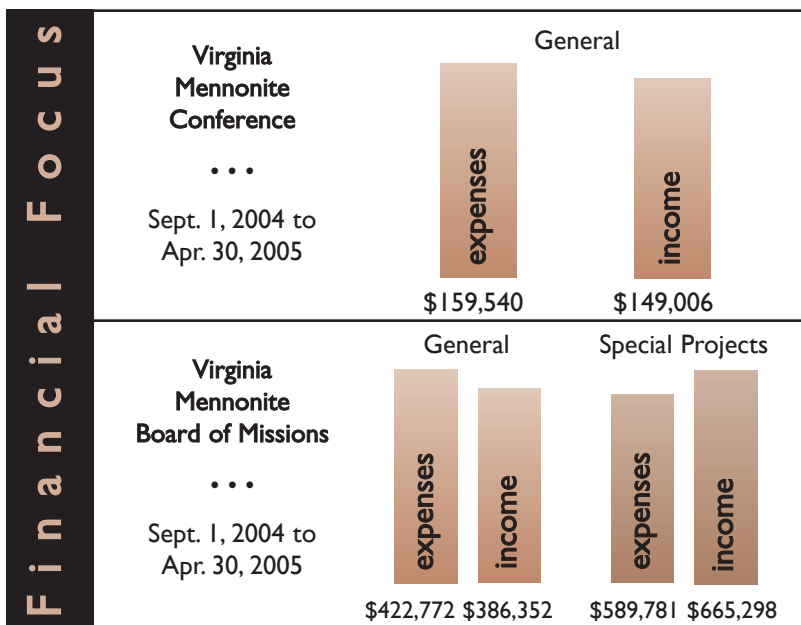 Financial Focus
Virginia
Mennonite
Conference
• • •
Sept. 1, 2004 to
Apr. 30, 2005
General
expenses
income
$159,540 $149,006
Virginia
Mennonite
Board of Missions
• • •
Sept. 1, 2004 to
Apr. 30, 2005
General
expenses
income
$422,772 $386,352
Special Projects
expenses
income
$589,781 $665,298